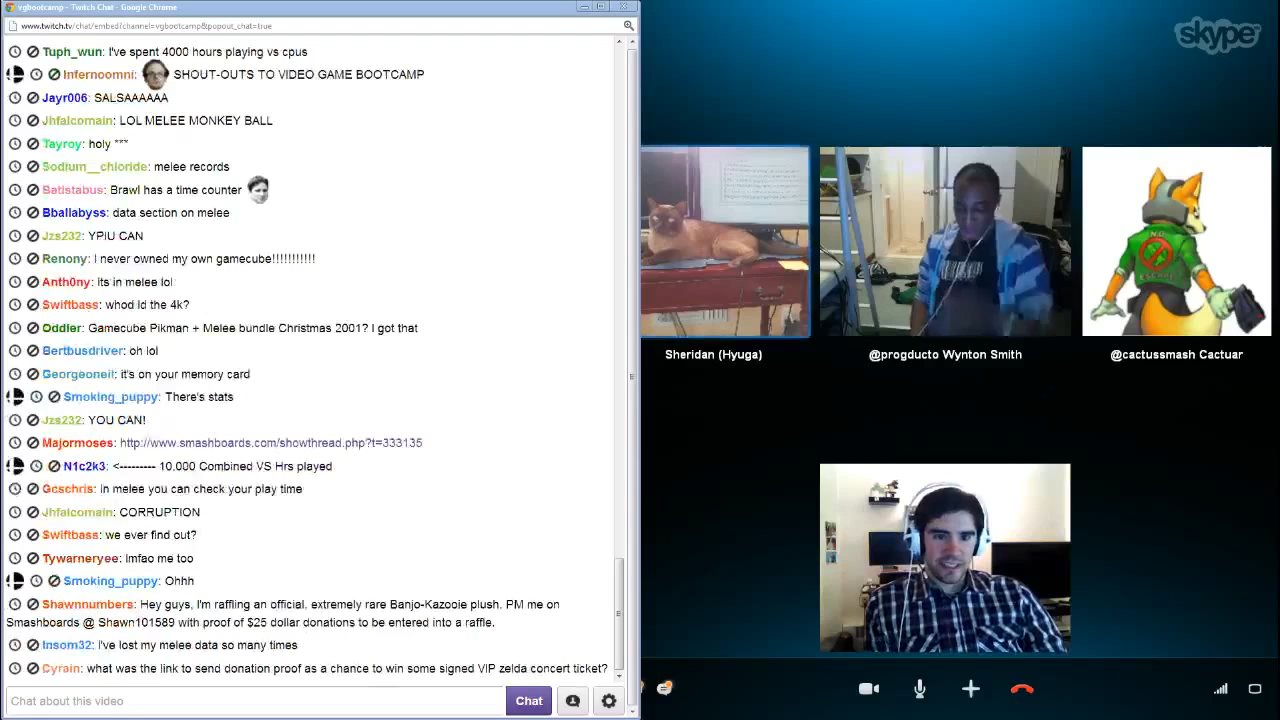 vgbootcamp - Twitch Chat - Google Chrome
www.twitch.tv/chat/embed?channel=vgbootcamp&popout_chat=true
Tuph_wun: I've spent 4000 hours playing vs cpus
Infernoomni: SHOUT-OUTS TO VIDEO GAME BOOTCAMP
Jayr006: SALSAAAAAA
Jhfalcomain: LOL MELEE MONKEY BALL
Tayroy: holy ***
Sodium__chloride: melee records
Satistabus: Brawl has a time counter
Bballabyss: data section on melee
Jzs232: YPiU CAN
Renony: I never owned my own gamecube!!!!!!!!!!!
Anth0ny: Its in melee lol
Swiftbass: whod ld the 4k?
Oddler: Gamecube Pikman + Melee bundle Christmas 2001? I got that
Bertbusdriver: oh lol
Georgeoneil: it's on your memory card
Smoking_puppy: There's stats
Jzs232: YOU CAN!
Majormoses: http://www.smashboards.com/showthread.php?t=333135
N1c2k3: <--------- 10.000 Combined VS Hrs played
Gcschris: in melee you can check your play time
Jhfalcomain: CORRUPTION
Swiftbass: we ever find out?
Tywarneryee: lmfao me too
Smoking_puppy: Ohhh
Shawnnumbers: Hey guys, I'm raffling an official, extremely rare Banjo-Kazooie plush. PM me on
Smashboards @ Shawn101589 with proof of $25 dollar donations to be entered into a raffle.
Insom32: i've lost my melee data so many times
Cyrain: what was the link to send donation proof as a chance to win some signed VIP zelda concert ticket?
Chat about this video
Chat
skype
NO
ESCAPE
Sheridan (Hyuga)
@progducto Wynton Smith
@cactussmash Cactuar